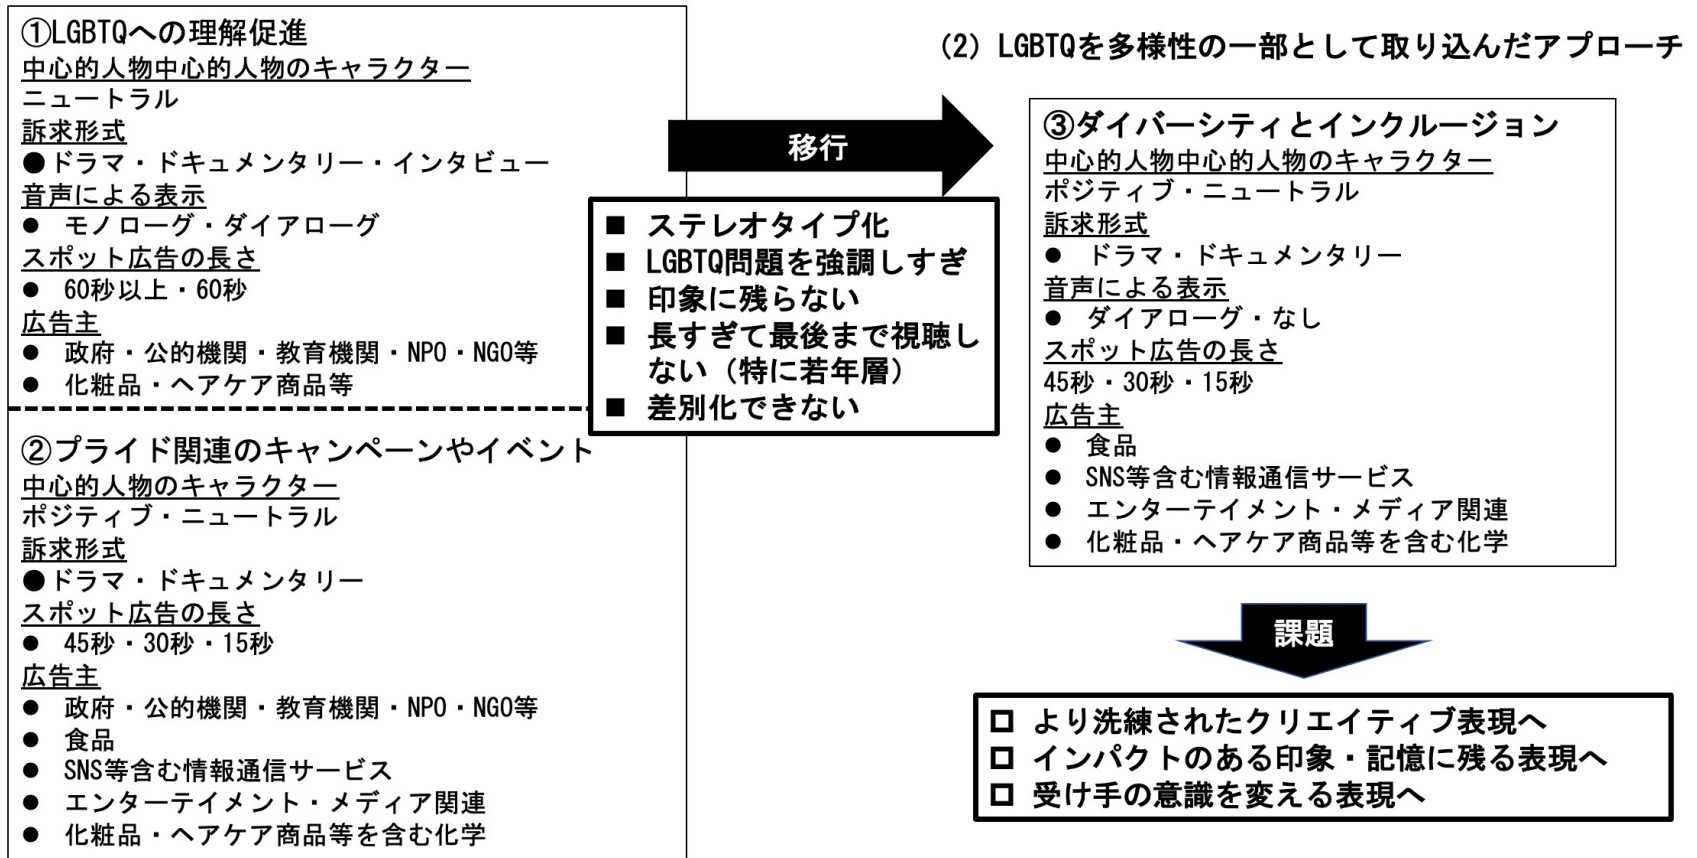 ①LGBTQへの理解促進
中心的人物中心的人物のキャラクター
ニュートラル
訴求形式
●ドラマ・ドキュメンタリー・インタビュー
音声による表示
● モノローグ・ダイアローグ
スポット広告の長さ
● 60秒以上・60秒
広告主
● 政府・公的機関・教育機関・NPO・NGO等
● 化粧品・ヘアケア商品等
②プライド関連のキャンペーンやイベント
中心的人物のキャラクター
ポジティブ・ニュートラル
訴求形式
●ドラマ・ドキュメンタリー
スポット広告の長さ
● 45秒・30秒・15秒
広告主
● 政府・公的機関・教育機関・NPO・NGO等
● 食品
● SNS等含む情報通信サービス
● エンターテイメント・メディア関連
● 化粧品・ヘアケア商品等を含む化学
移行
■ ステレオタイプ化
■ LGBTQ問題を強調しすぎ
■ 印象に残らない
■ 長すぎて最後まで視聴し
ない（特に若年層）
■ 差別化できない
（2）LGBTQを多様性の一部として取り込んだアプローチ
③ダイバーシティとインクルージョン
中心的人物中心的人物のキャラクター
ポジティブ・ニュートラル
訴求形式
● ドラマ・ドキュメンタリー
音声による表示
● ダイアローグ・なし
スポット広告の長さ
45秒・30秒・15秒
広告主
● 食品
● SNS等含む情報通信サービス
● エンターテイメント・メディア関連
● 化粧品・ヘアケア商品等を含む化学
課題
□ より洗練されたクリエイティブ表現へ
□ インパクトのある印象・記憶に残る表現へ
□ 受け手の意識を変える表現へ